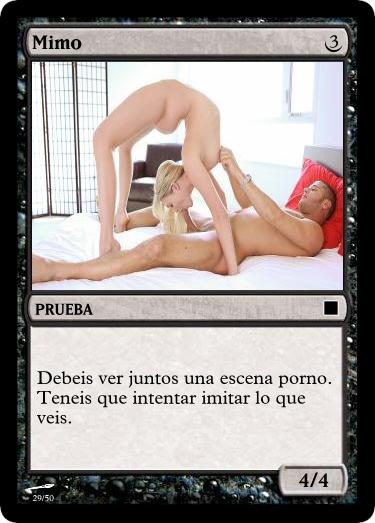 Mimo 3
PRUEBA
Debeis ver juntos una escena porno.
Teneis que intentar imitar lo que
veis.
4/4
29/50